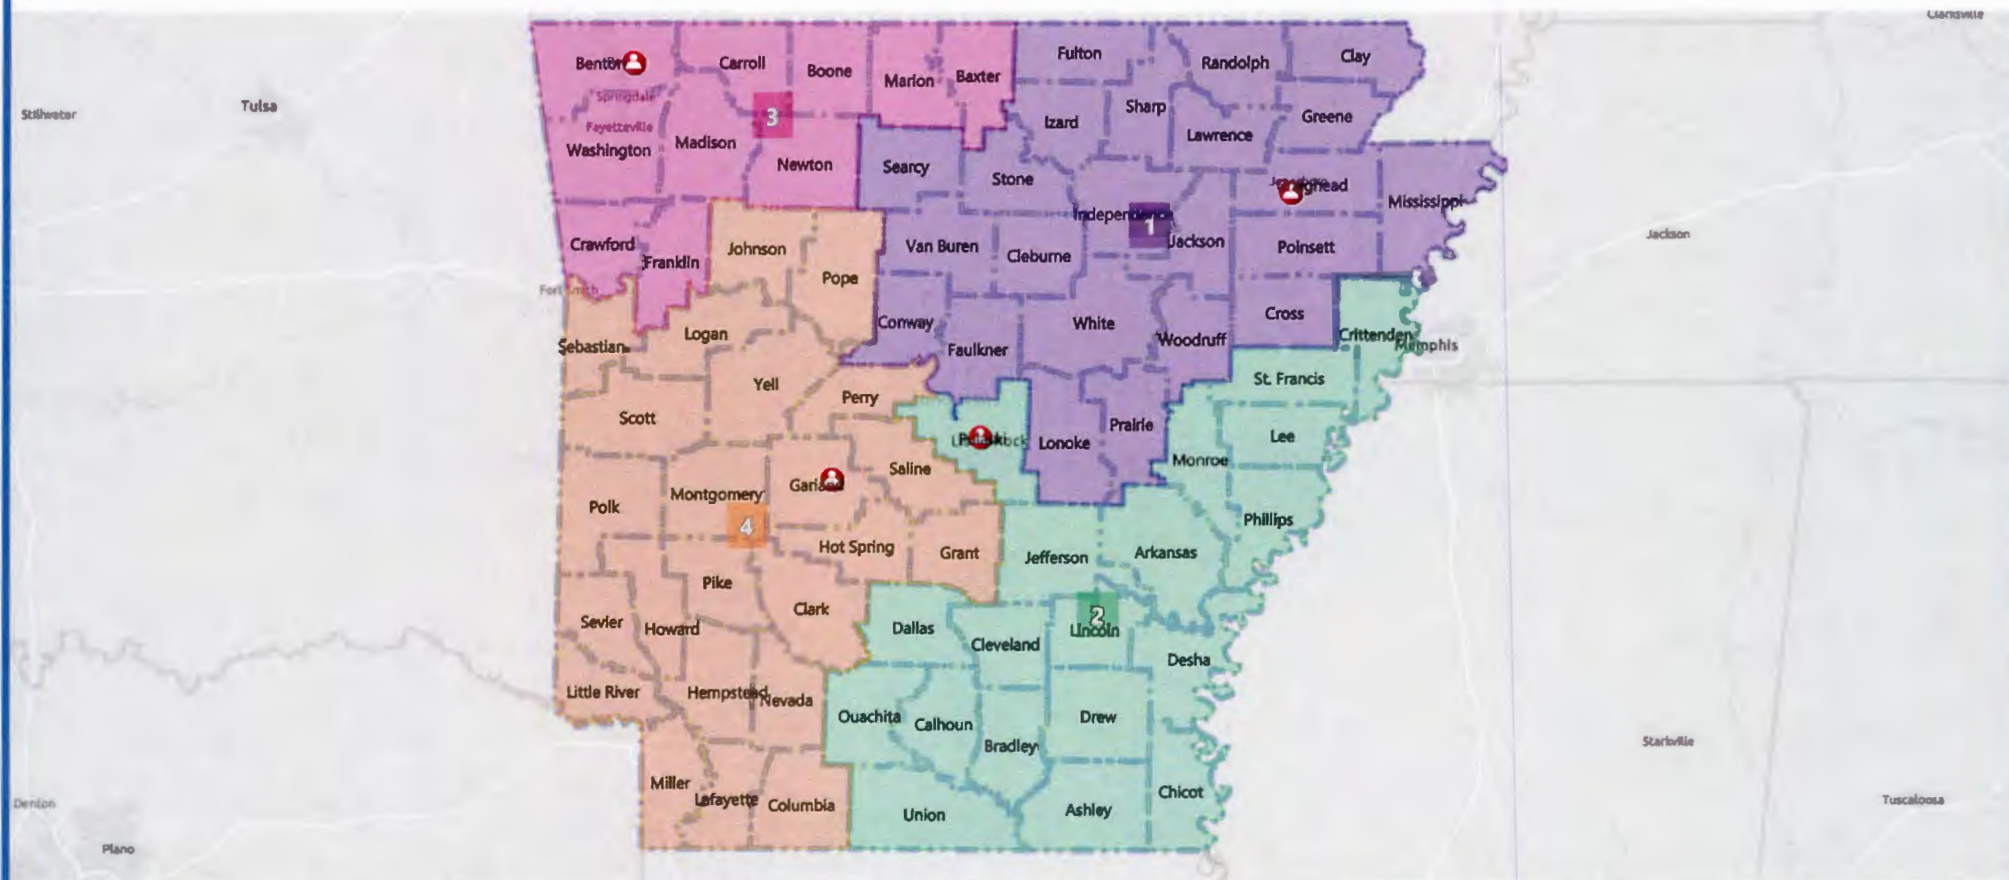 Clarksville
Fulton
Clay
Benton
Carroll
Boone
Randolph
Marion
Baxter
Springdale
Tulsa
Stillwater
3
Sharp
Greene
Izard
Lawrence
Fayetteville
Washington
Madison
Newton
Searcy
Stone
Mississippi
Independence
1
Jackson
Jackson
Crawford
Franklin
Johnson
Van Buren
Cleburne
Poinsett
Pope
Logan
Conway
White
Cross
Woodruff
Crittenden
Memphis
Sebastian
Faulkner
Yell
St. Francis
Scott
Perry
Prairie
Lee
Lonoke
Monroe
Saline
Garland
Montgomery
Polk
4
Phillips
Hot Spring
Grant
Jefferson
Arkansas
Pike
Clark
2
Sevier
Howard
Dallas
Lincoln
Cleveland
Desha
Little River
Hempstead
Nevada
Ouachita
Calhoun
Drew
Bradley
Starkville
Miller
Lafayette
Columbia
Union
Ashley
Chicot
Denton
Tuscaloosa
Plano